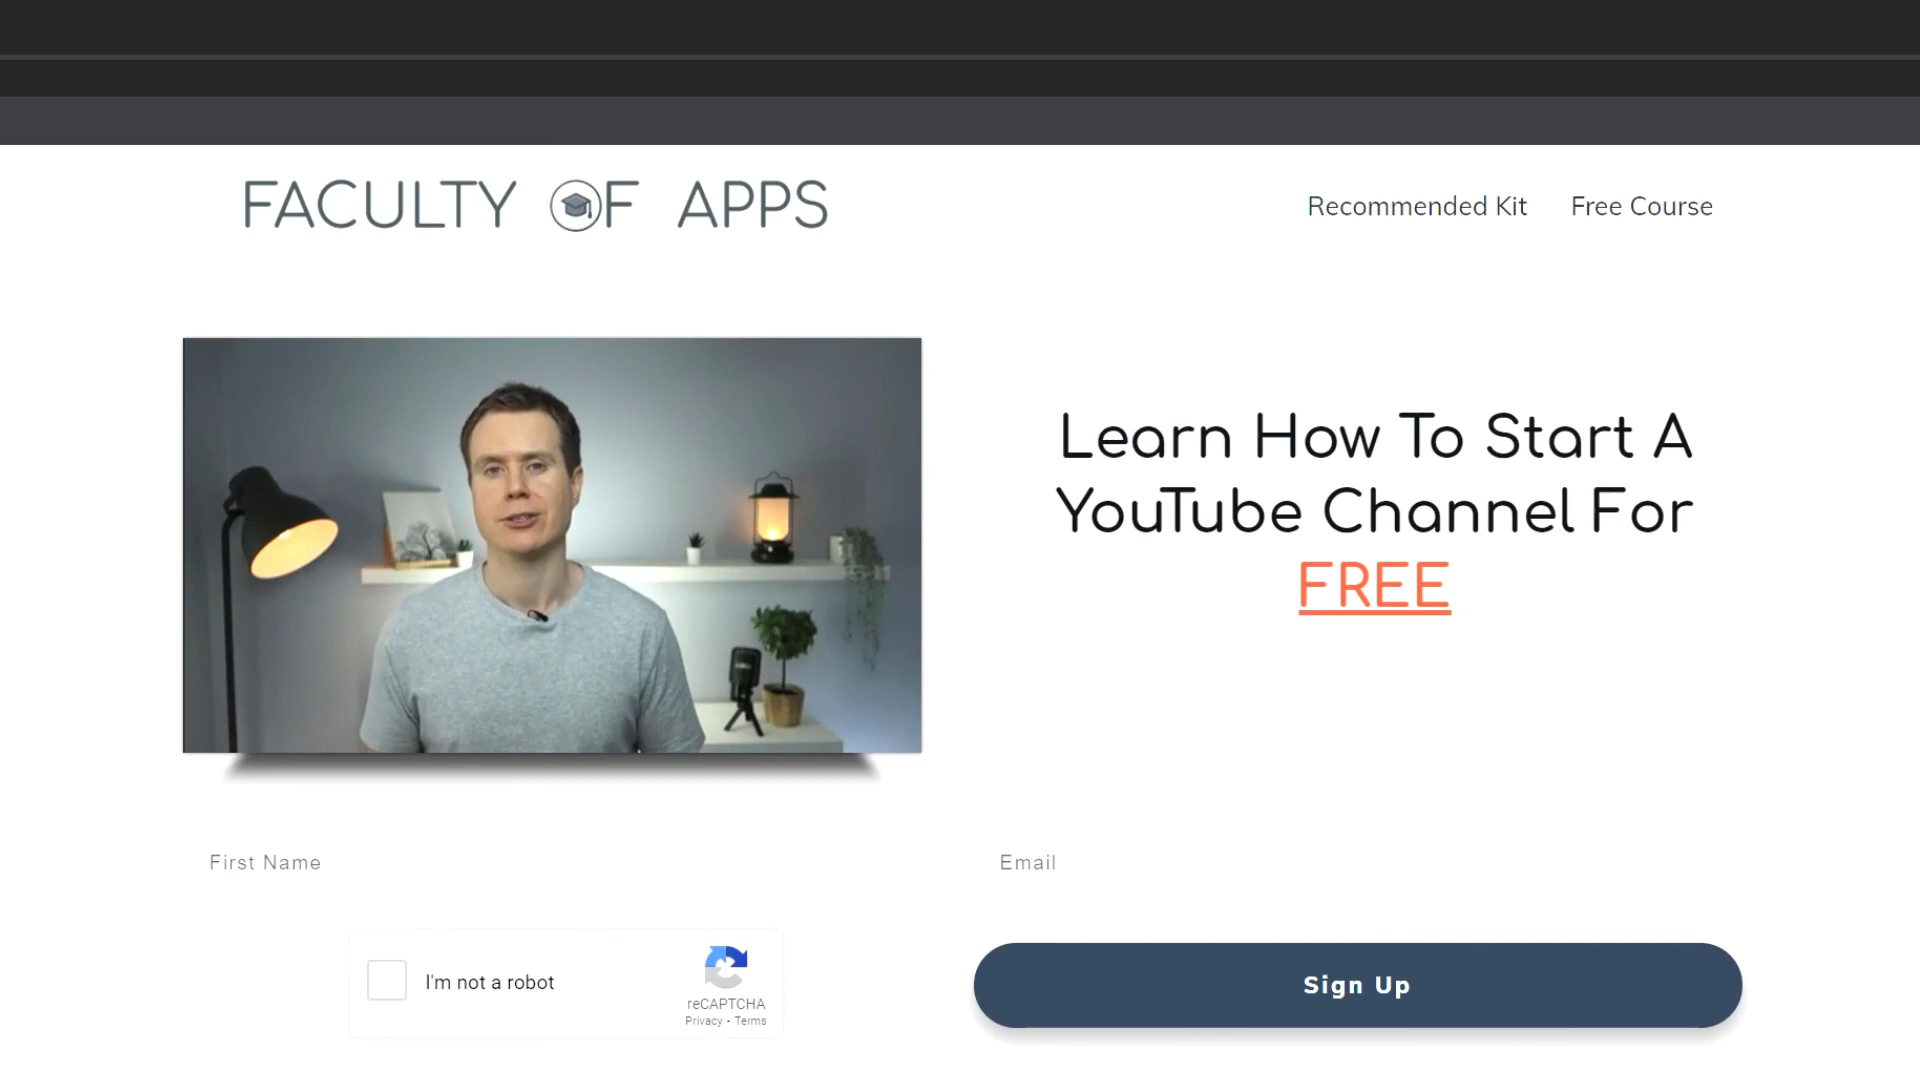 FACULTY OF APPS
Recommended Kit
Free Course
Learn How To Start A
YouTube Channel For
FREE
First Name
Email
I'm not a robot
reCAPTCHA
Privacy - Terms
Sign Up